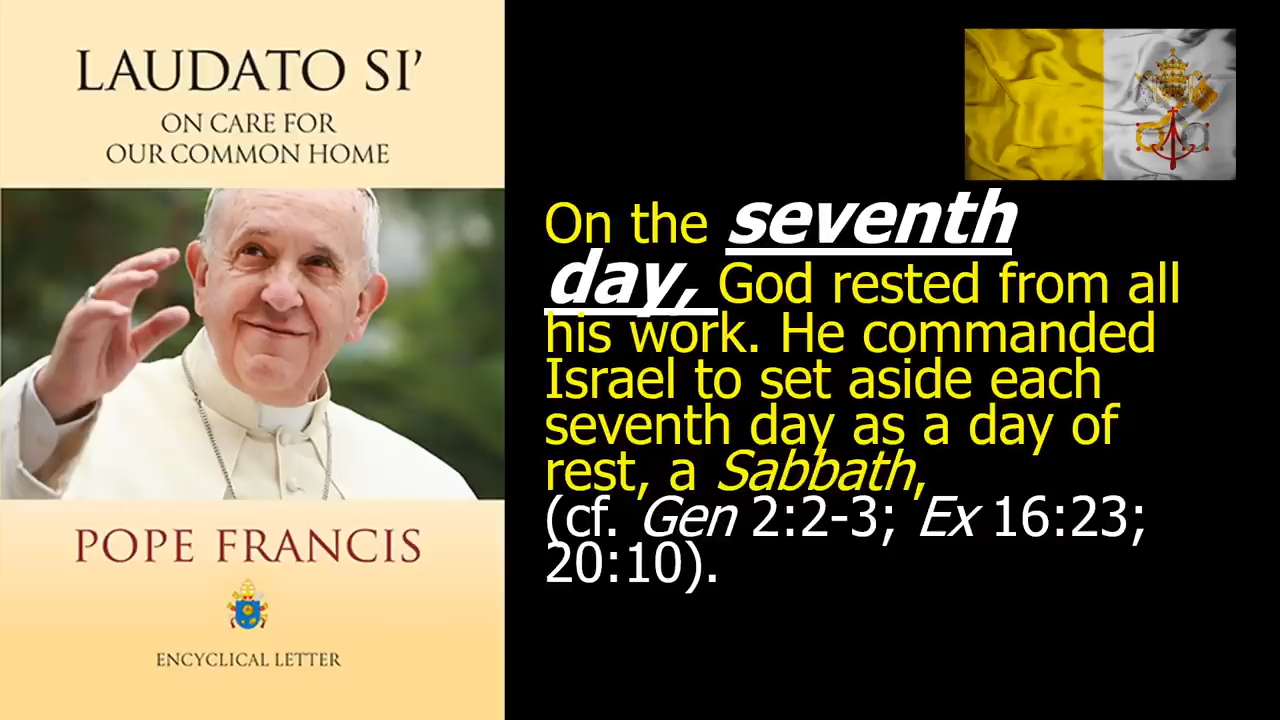 LAUDATO SI’
ON CARE FOR
OUR COMMON HOME
POPE FRANCIS
ENCYCLICAL LETTER
On the seventh
day, God rested from all
his work. He commanded
Israel to set aside each
seventh day as a day of
rest, a Sabbath,
(cf. Gen 2:2-3; Ex 16:23;
20:10).